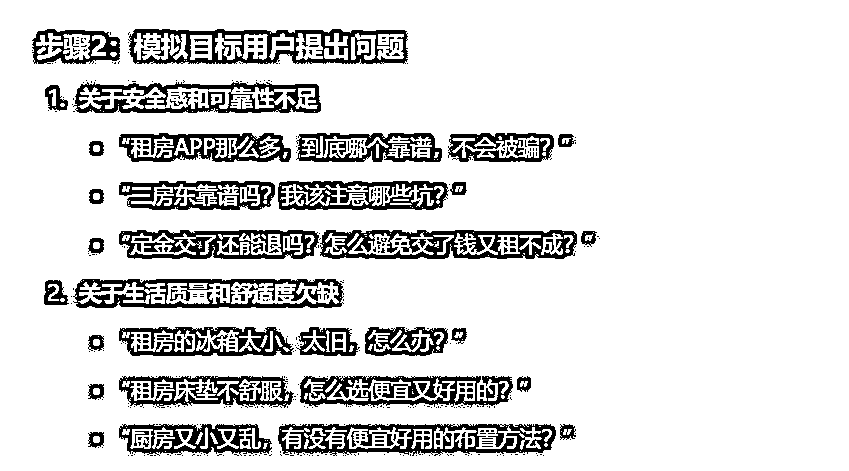 步骤2：模拟目标用户提出问题
1. 关于安全感和可靠性不足
“租房APP那么多，到底哪个靠谱，不会被骗？”
“二房东靠谱吗？我该注意哪些坑？”
“定金交了还能退吗？怎么避免交了钱又租不成？”
2. 关于生活质量和舒适度欠缺
“租房的冰箱太小、太旧，怎么办？”
“租房床垫不舒服，怎么选便宜又好用的？”
“厨房又小又乱，有没有便宜好用的布置方法？”